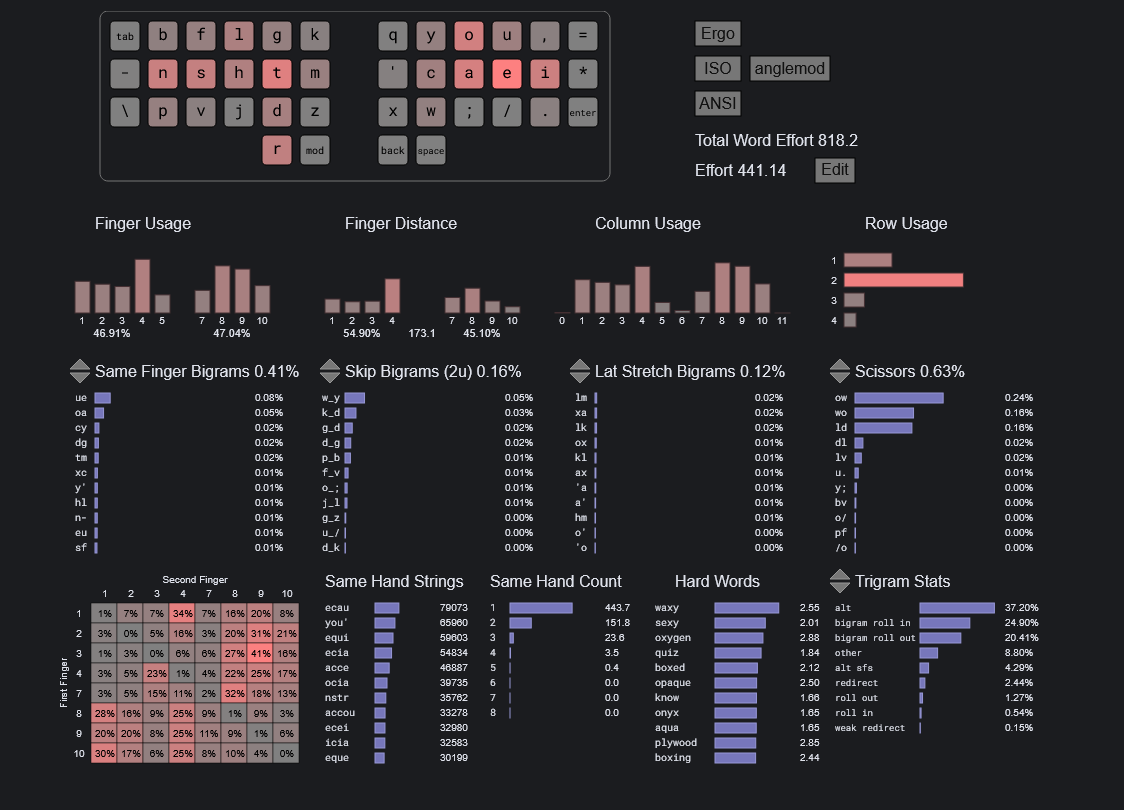 tab b f l g k q y o u , =
Ergo
- n s h t m ' c a e i *
ISO anglemod
\ p v j d z x w ; / . enter
ANSI
r mod back space
Total Word Effort 818.2
Effort 441.14 Edit
Finger Usage Finger Distance Column Usage Row Usage
1
2
3
4
1 2 3 4 5 7 8 9 10 1 2 3 4 7 8 9 10 0 1 2 3 4 5 6 7 8 9 10 11
46.91% 47.04% 54.90% 173.1 45.10%
Same Finger Bigrams 0.41% Skip Bigrams (2u) 0.16% Lat Stretch Bigrams 0.12% Scissors 0.63%
ue 0.08% w_y 0.05% lm 0.02% ow 0.24%
oa 0.05% k_d 0.03% xa 0.02% wo 0.16%
cy 0.02% g_d 0.02% lk 0.02% ld 0.16%
dg 0.02% d_g 0.02% ox 0.01% dl 0.02%
tm 0.02% p_b 0.01% kl 0.01% lv 0.02%
xc 0.01% f_v 0.01% ax 0.01% u. 0.01%
y' 0.01% o_; 0.01% 'a 0.01% y; 0.00%
hl 0.01% j_l 0.01% a' 0.01% bv 0.00%
n- 0.01% g_z 0.00% hm 0.01% o/ 0.00%
eu 0.01% u_/ 0.00% o' 0.00% pf 0.00%
sf 0.01% d_k 0.00% 'o 0.00% /o 0.00%
Second Finger Same Hand Strings Same Hand Count Hard Words Trigram Stats
1 2 3 4 7 8 9 10
First Finger
1 1% 7% 7% 34% 7% 16% 20% 8%
2 3% 0% 5% 16% 3% 20% 31% 21%
3 1% 3% 0% 6% 6% 27% 41% 16%
4 3% 5% 23% 1% 4% 22% 25% 17%
7 3% 5% 15% 11% 2% 32% 18% 13%
8 28% 16% 9% 25% 9% 1% 9% 3%
9 20% 20% 8% 25% 11% 9% 1% 6%
10 30% 17% 6% 25% 8% 10% 4% 0%
ecau 79073 1 443.7 waxy 2.55 alt 37.20%
you' 65960 2 151.8 sexy 2.01 bigram roll in 24.90%
equi 59603 3 23.6 oxygen 2.88 bigram roll out 20.41%
ecia 54834 4 3.5 quiz 1.84 other 8.80%
acce 46887 5 0.4 boxed 2.12 alt sfs 4.29%
ocia 39735 6 0.0 opaque 2.50 redirect 2.44%
nstr 35762 7 0.0 know 1.66 roll out 1.27%
accou 33278 8 0.0 onyx 1.65 roll in 0.54%
ecei 32980 aqua 1.65 weak redirect 0.15%
icia 32583 plywood 2.85
eque 30199 boxing 2.44